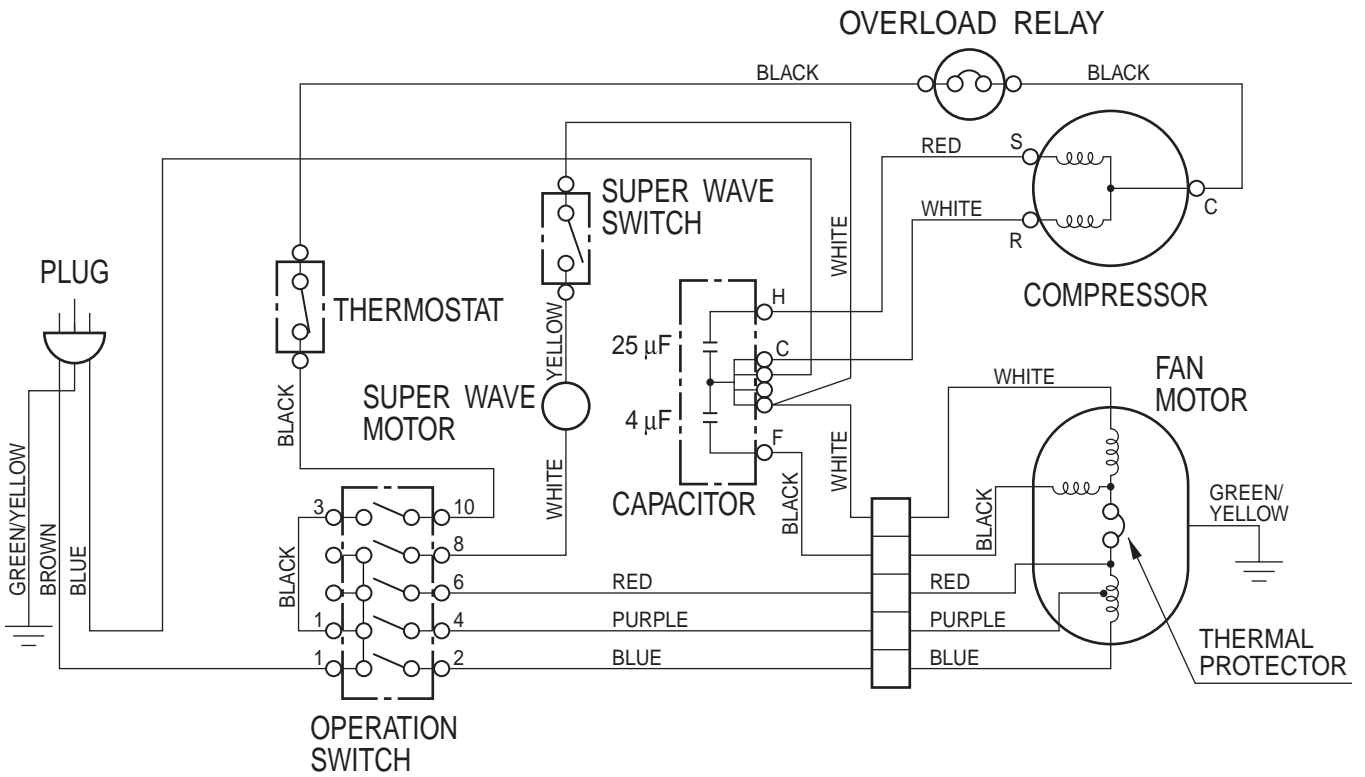 OVERLOAD RELAY
BLACK
BLACK
RED
S
WHITE
R
C
COMPRESSOR
SUPER WAVE
SWITCH
WHITE
PLUG
THERMOSTAT
YELLOW
H
25 µF
C
4 µF
F
CAPACITOR
SUPER WAVE
MOTOR
BLACK
WHITE
WHITE
BLACK
WHITE
FAN
MOTOR
BLACK
GREEN/
YELLOW
GREEN/YELLOW
BROWN
BLUE
3
10
8
BLACK
6
RED
RED
1
4
PURPLE
PURPLE
1
2
BLUE
BLUE
THERMAL
PROTECTOR
OPERATION
SWITCH